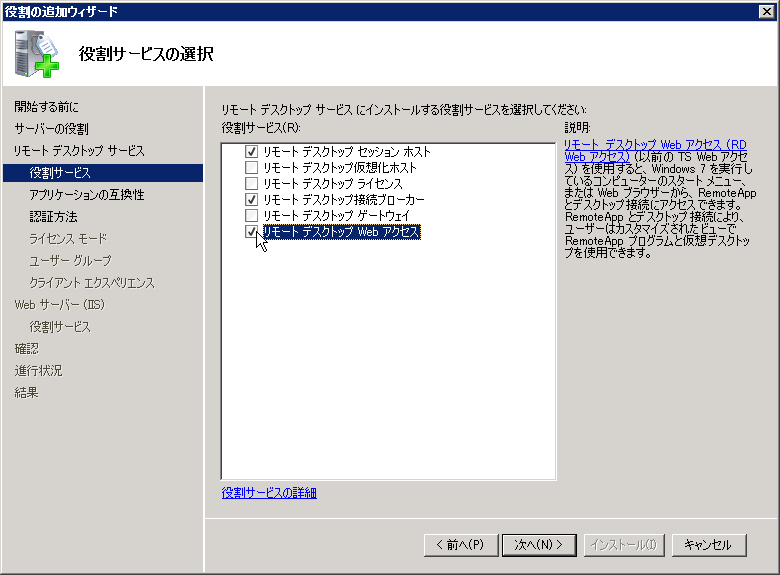 役割の追加ウィザード
役割サービスの選択
開始する前に
サーバーの役割
リモート デスクトップ サービス
役割サービス
アプリケーションの互換性
認証方法
ライセンス モード
ユーザー グループ
クライアント エクスペリエンス
Web サーバー (IIS)
役割サービス
確認
進行状況
結果
リモート デスクトップ サービス にインストールする役割サービスを選択してください:
役割サービス(R):
リモート デスクトップ セッション ホスト
リモート デスクトップ仮想化ホスト
リモート デスクトップ ライセンス
リモート デスクトップ接続ブローカー
リモート デスクトップ ゲートウェイ
リモート デスクトップ Web アクセス
役割サービスの詳細
説明:
リモート デスクトップ Web アクセス (RD
Web アクセス) (以前の TS Web アクセ
ス) を使用すると、Windows 7 を実行し
ているコンピューターのスタート メニュー、
または Web ブラウザーから、RemoteApp
とデスクトップ接続にアクセスできます。
RemoteApp とデスクトップ接続により、
ユーザーはカスタマイズされたビューで
RemoteApp プログラムと仮想デスクトッ
プを使用できます。
< 前へ(P)
次へ(N) >
インストール(I)
キャンセル